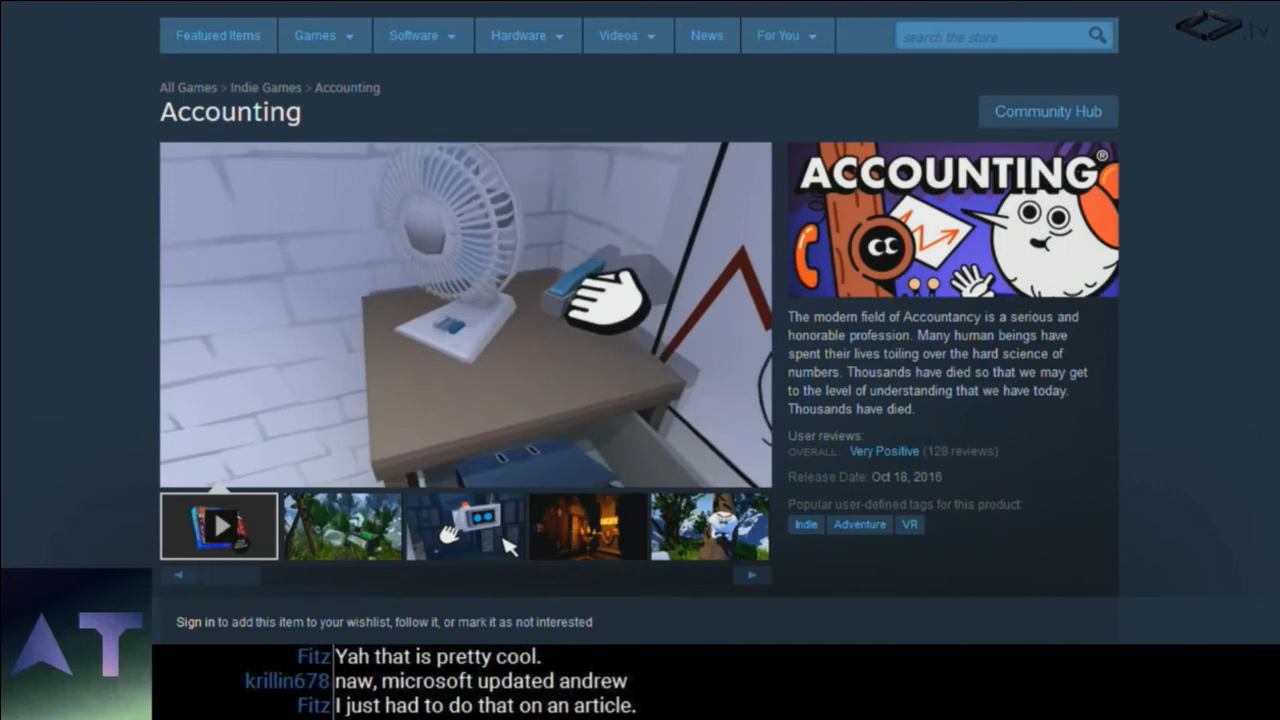 Featured Items Games Software Hardware Videos News For You search the store
.tv
All Games > Indie Games > Accounting
Accounting
Community Hub
ACCOUNTING®
CC
The modern field of Accountancy is a serious and
honorable profession. Many human beings have
spent their lives toiling over the hard science of
numbers. Thousands have died so that we may get
to the level of understanding that we have today.
Thousands have died.
User reviews:
OVERALL: Very Positive (128 reviews)
Release Date: Oct 18, 2016
Popular user-defined tags for this product:
Indie Adventure VR
Sign in to add this item to your wishlist, follow it, or mark it as not interested
AT
Fitz Yah that is pretty cool.
krillin678 naw, microsoft updated andrew
Fitz I just had to do that on an article.